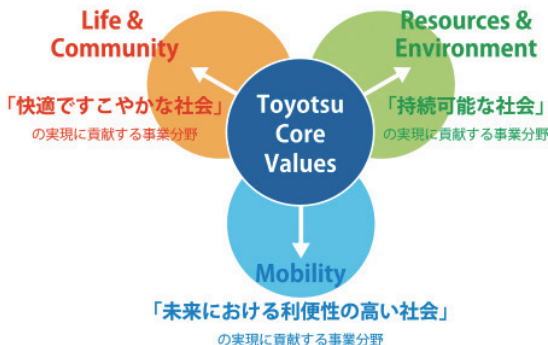 Life &
Community
「快適ですこやかな社会」
の実現に貢献する事業分野
Resources &
Environment
「持続可能な社会」
の実現に貢献する事業分野
Toyotsu
Core
Values
Mobility
「未来における利便性の高い社会」
の実現に貢献する事業分野